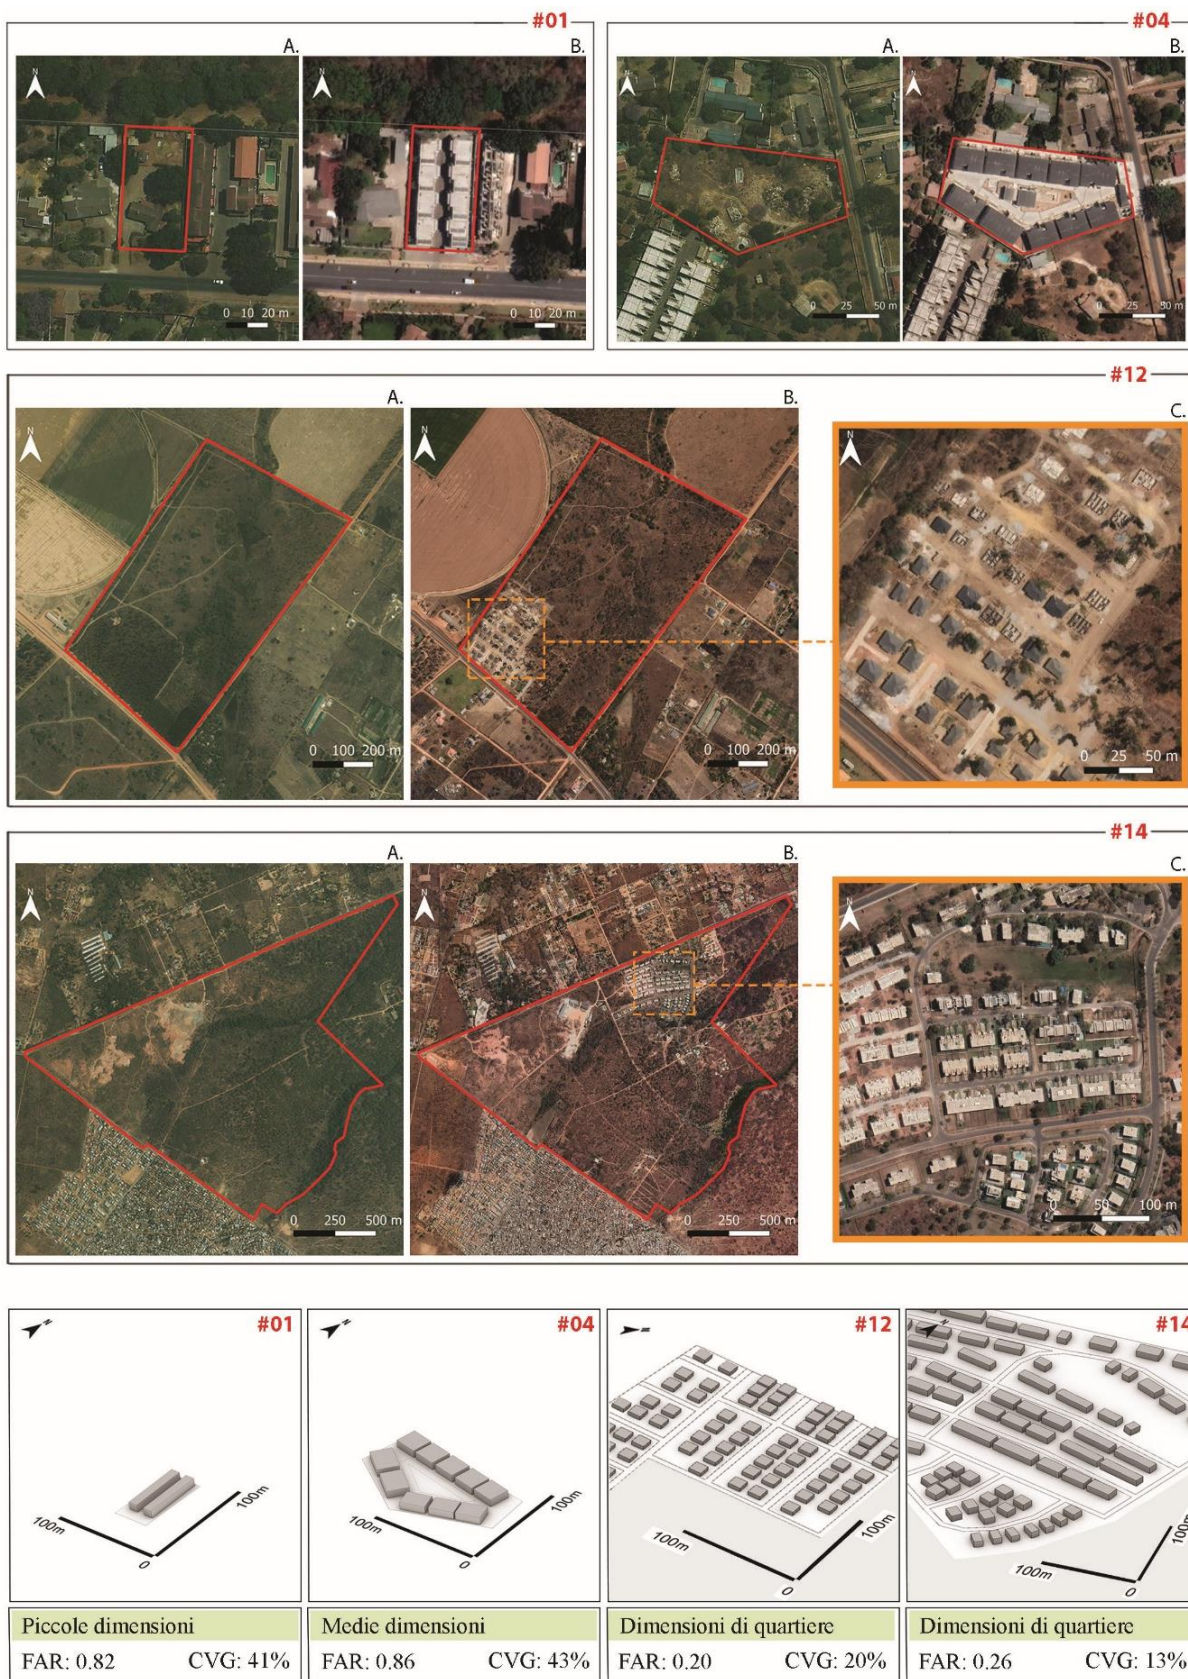 #01
#04
A.
B.
A.
B.
N
N
N
N
0 10 20 m
0 10 20 m
0 25 50 m
0 25 50 m
#12
A.
B.
C.
N
N
N
0 100 200 m
0 100 200 m
0 25 50 m
#14
A.
B.
C.
N
N
N
0 250 500 m
0 250 500 m
0 50 100 m
#01
#04
#12
#14
N
N
N
N
100m
0
100m
100m
0
100m
100m
0
100m
100m
0
100m
Piccole dimensioni
FAR: 0.82 CVG: 41%
Medie dimensioni
FAR: 0.86 CVG: 43%
Dimensioni di quartiere
FAR: 0.20 CVG: 20%
Dimensioni di quartiere
FAR: 0.26 CVG: 13%